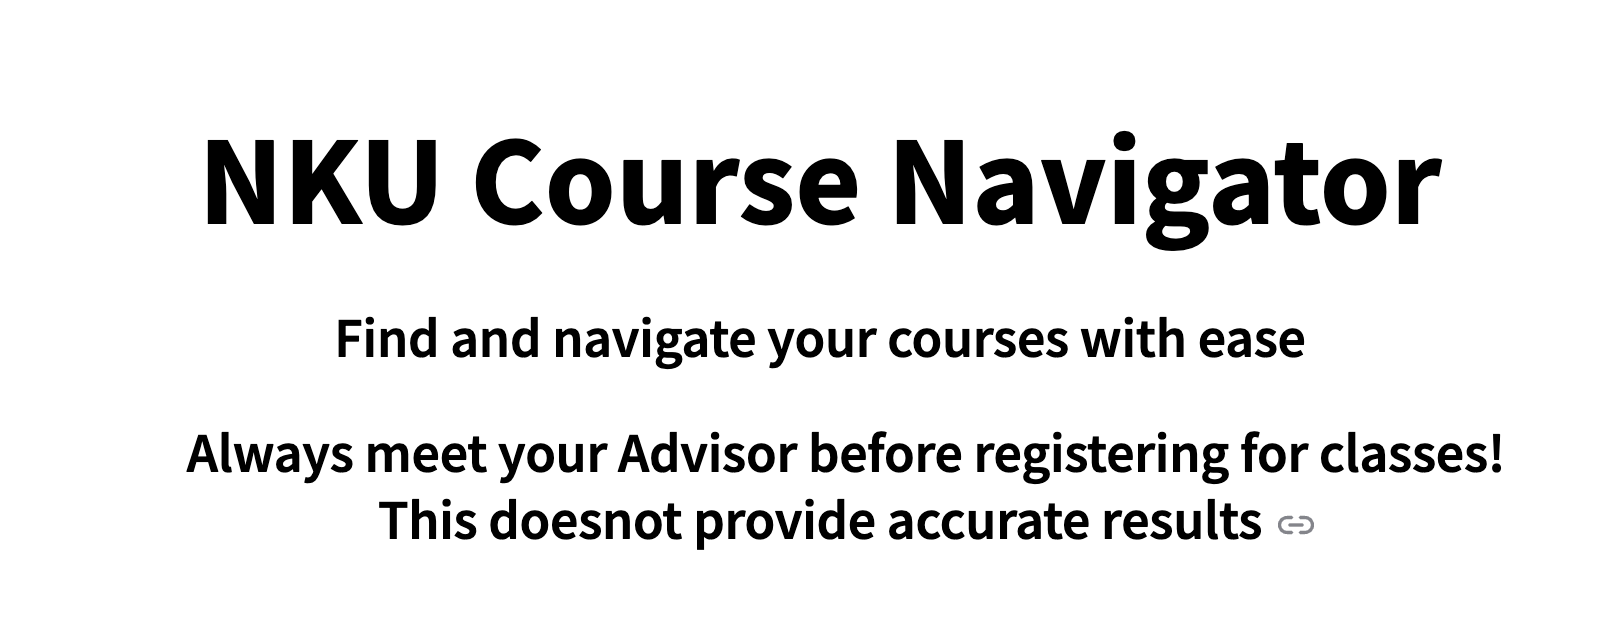 NKU Course Navigator
Find and navigate your courses with ease
Always meet your Advisor before registering for classes!
This doesnot provide accurate results